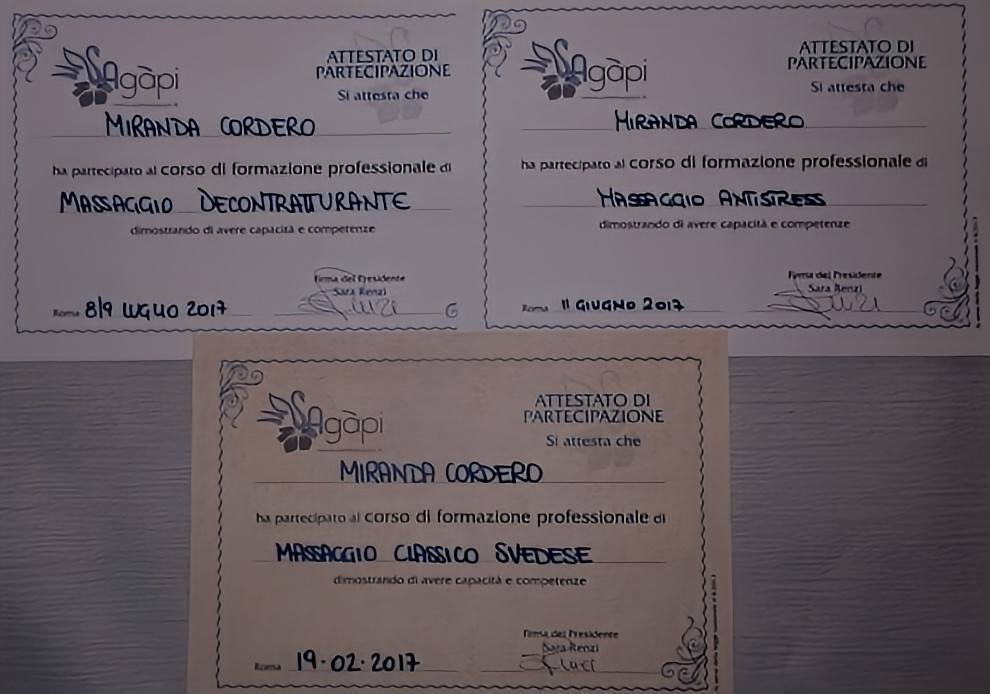 Agàpi
ATTESTATO DI
PARTECIPAZIONE
Si attesta che
MIRANDA CORDERO
ha partecipato al corso di formazione professionale di
MASSAGGIO DECONTRATTURANTE
dimostrando di avere capacità e competenze
Firma del Presidente
Sara Renzi
Roma 8/9 LUGLIO 2017
Agàpi
ATTESTATO DI
PARTECIPAZIONE
Si attesta che
MIRANDA CORDERO
ha partecipato al corso di formazione professionale di
MASSAGGIO ANTISTRESS
dimostrando di avere capacità e competenze
Firma del Presidente
Sara Renzi
Roma 11 GIUGNO 2017
Agàpi
ATTESTATO DI
PARTECIPAZIONE
Si attesta che
MIRANDA CORDERO
ha partecipato al corso di formazione professionale di
MASSAGGIO CLASSICO SVEDESE
dimostrando di avere capacità e competenze
Firma del Presidente
Sara Renzi
Roma 19.02.2017